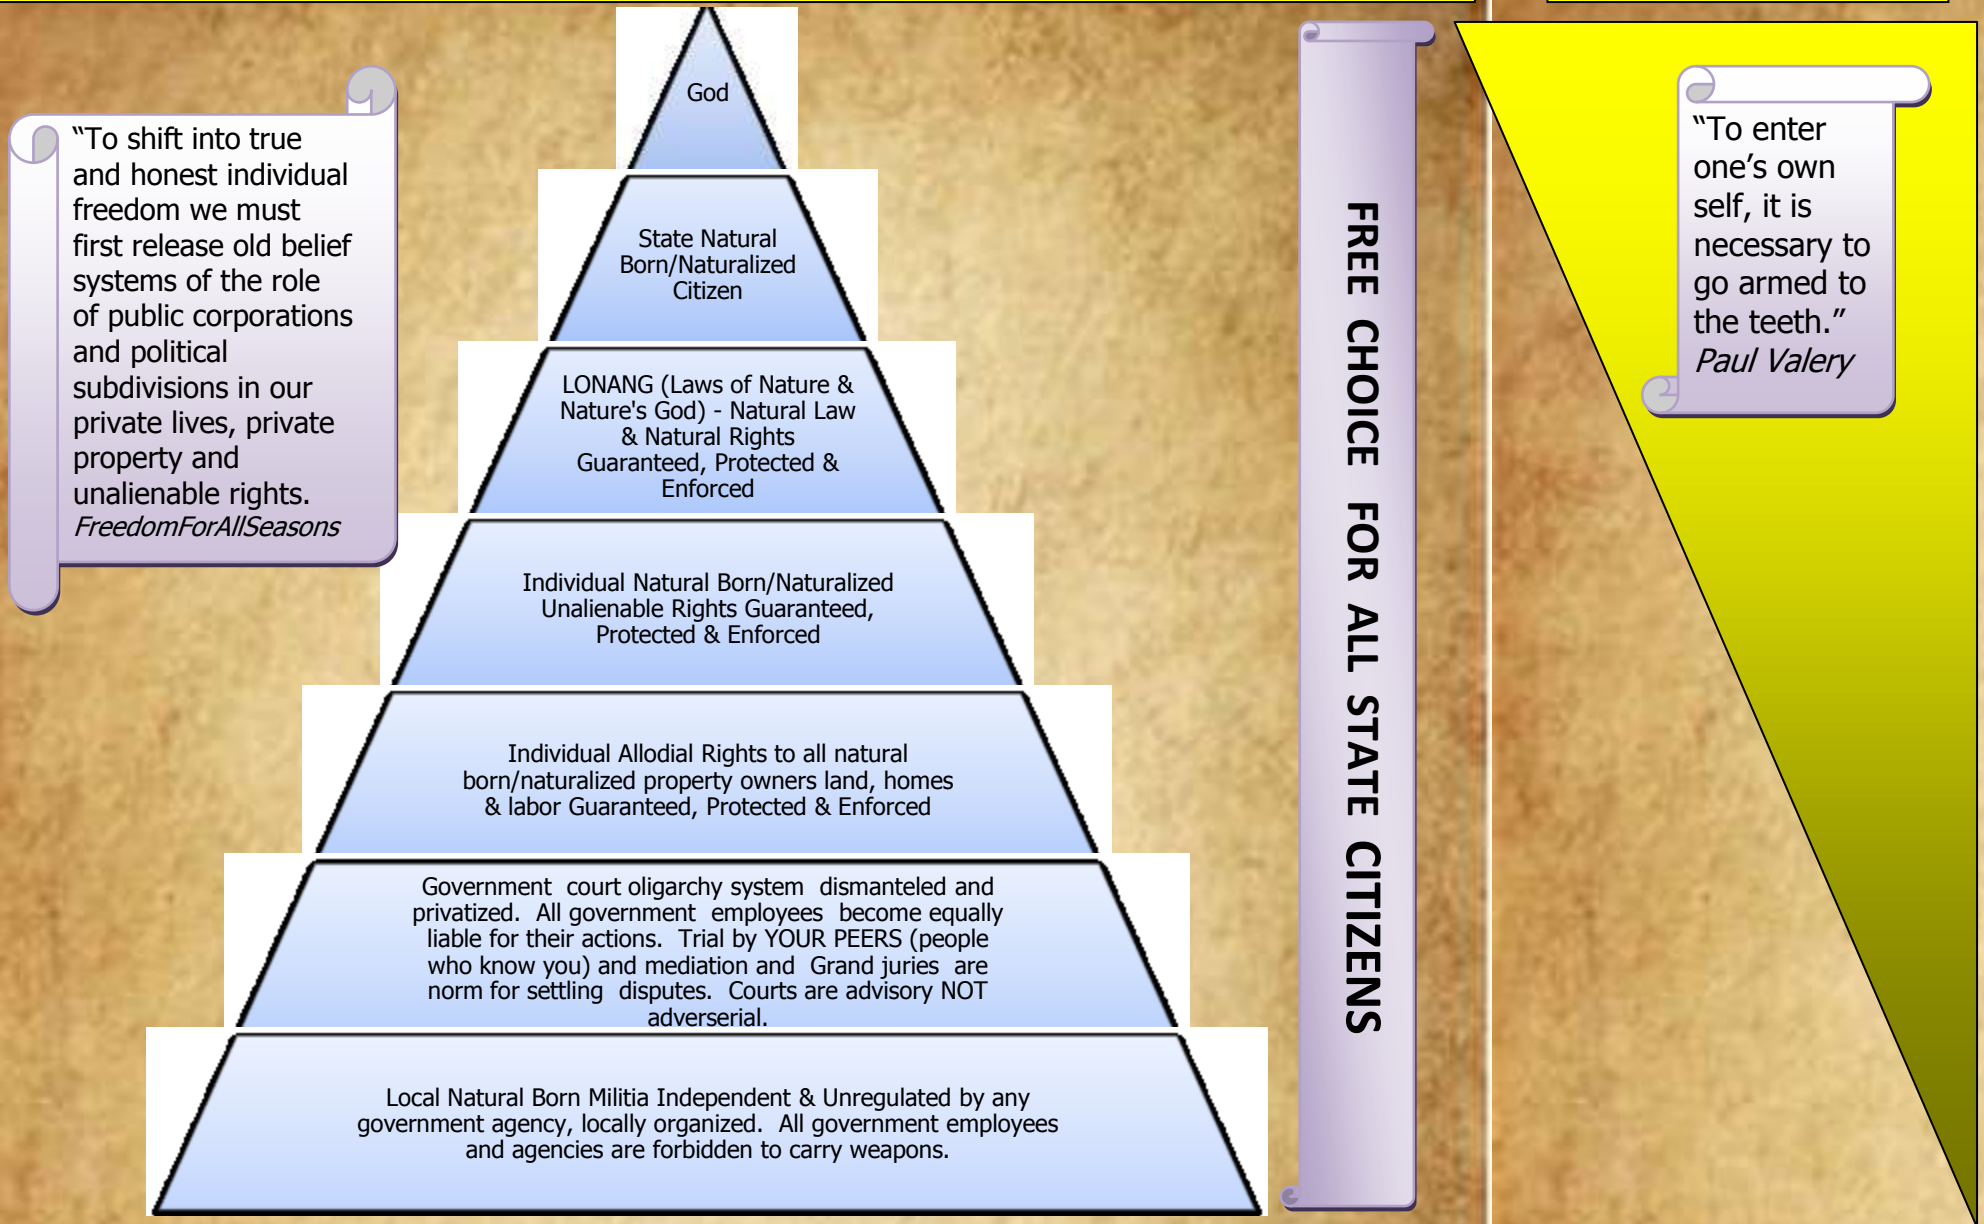 “To shift into true
and honest individual
freedom we must
first release old belief
systems of the role
of public corporations
and political
subdivisions in our
private lives, private
property and
unalienable rights.
FreedomForAllSeasons
God
State Natural
Born/Naturalized
Citizen
LONANG (Laws of Nature &
Nature's God) - Natural Law
& Natural Rights
Guaranteed, Protected &
Enforced
Individual Natural Born/Naturalized
Unalienable Rights Guaranteed,
Protected & Enforced
Individual Allodial Rights to all natural
born/naturalized property owners land, homes
& labor Guaranteed, Protected & Enforced
Government court oligarchy system dismanteled and
privatized. All government employees become equally
liable for their actions. Trial by YOUR PEERS (people
who know you) and mediation and Grand juries are
norm for settling disputes. Courts are advisory NOT
adverserial.
Local Natural Born Militia Independent & Unregulated by any
government agency, locally organized. All government employees
and agencies are forbidden to carry weapons.
FREE CHOICE FOR ALL STATE CITIZENS
“To enter
one’s own
self, it is
necessary to
go armed to
the teeth.”
Paul Valery